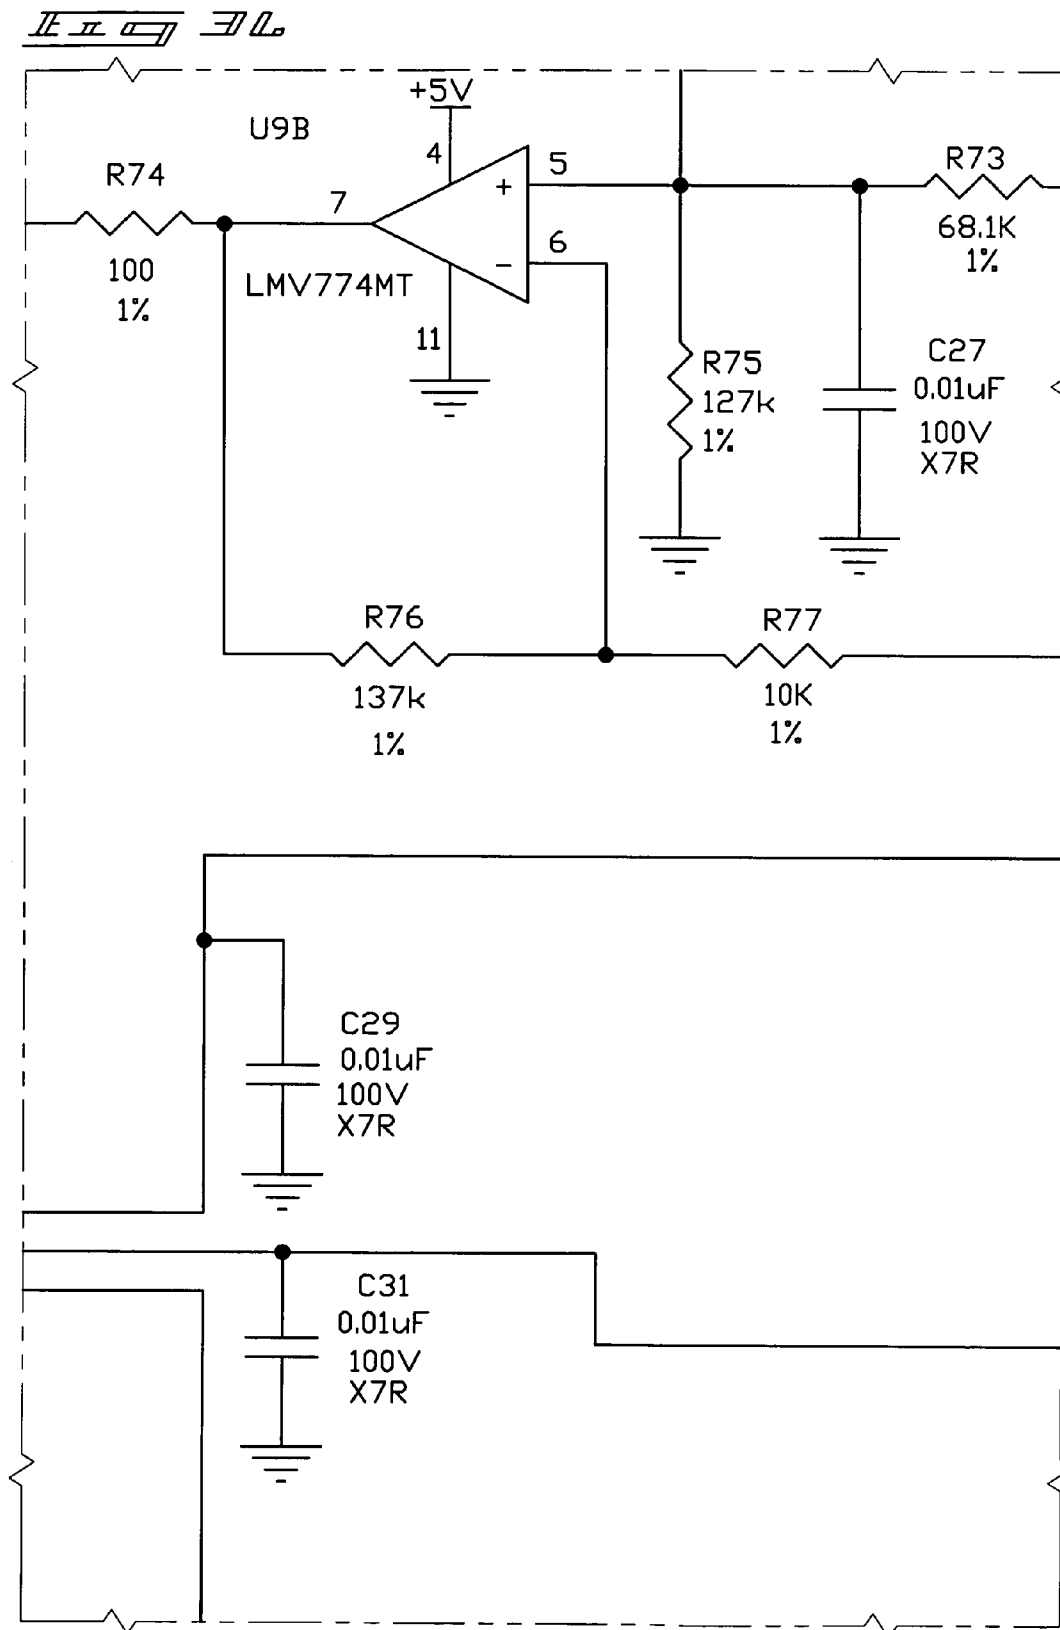 Fig 3b
+5V
U9B
4
R74
7
5
+
R73
6
-
68.1K
1%
100
1%
LMV774MT
11
R75
127k
1%
C27
0.01uF
100V
X7R
R76
137k
1%
R77
10K
1%
C29
0.01uF
100V
X7R
C31
0.01uF
100V
X7R